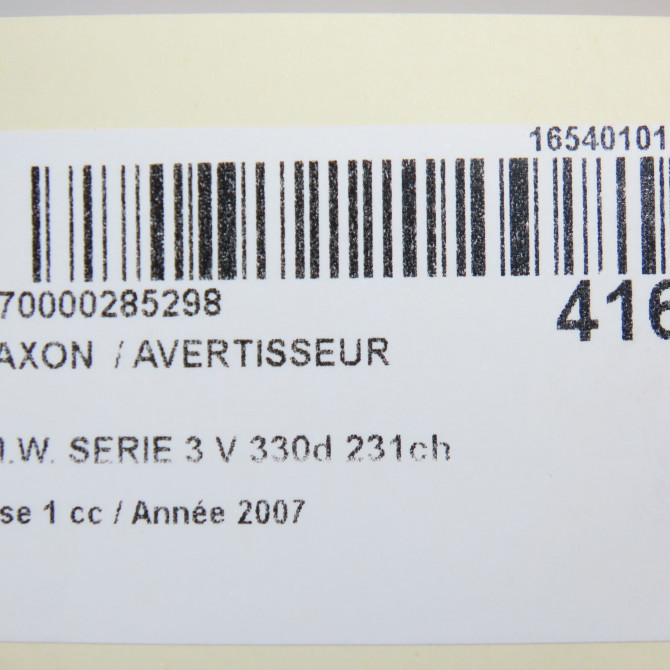 16540101
70000285298
416
AXON / AVERTISSEUR
.W. SERIE 3 V 330d 231ch
se 1 cc / Année 2007